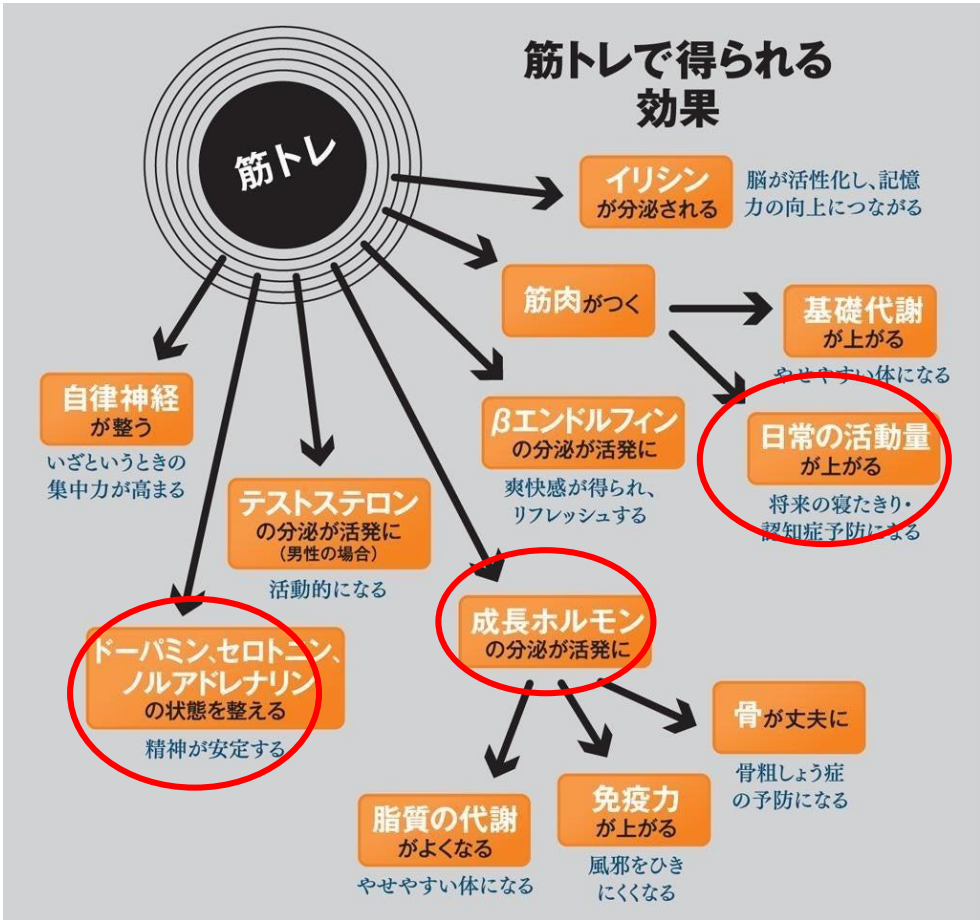 筋トレで得られる
効果
筋トレ
イリシン
が分泌される
脳が活性化し、記憶
力の向上につながる
筋肉がつく
基礎代謝
が上がる
やせやすい体になる
日常の活動量
が上がる
将来の寝たきり・
認知症予防になる
自律神経
が整う
いざというときの
集中力が高まる
βエンドルフィン
の分泌が活発に
爽快感が得られ、
リフレッシュする
テストステロン
の分泌が活発に
(男性の場合)
活動的になる
成長ホルモン
の分泌が活発に
ドーパミン、セロトニン、
ノルアドレナリン
の状態を整える
精神が安定する
骨が丈夫に
骨粗しょう症
の予防になる
脂質の代謝
がよくなる
やせやすい体になる
免疫力
が上がる
風邪をひき
にくくなる